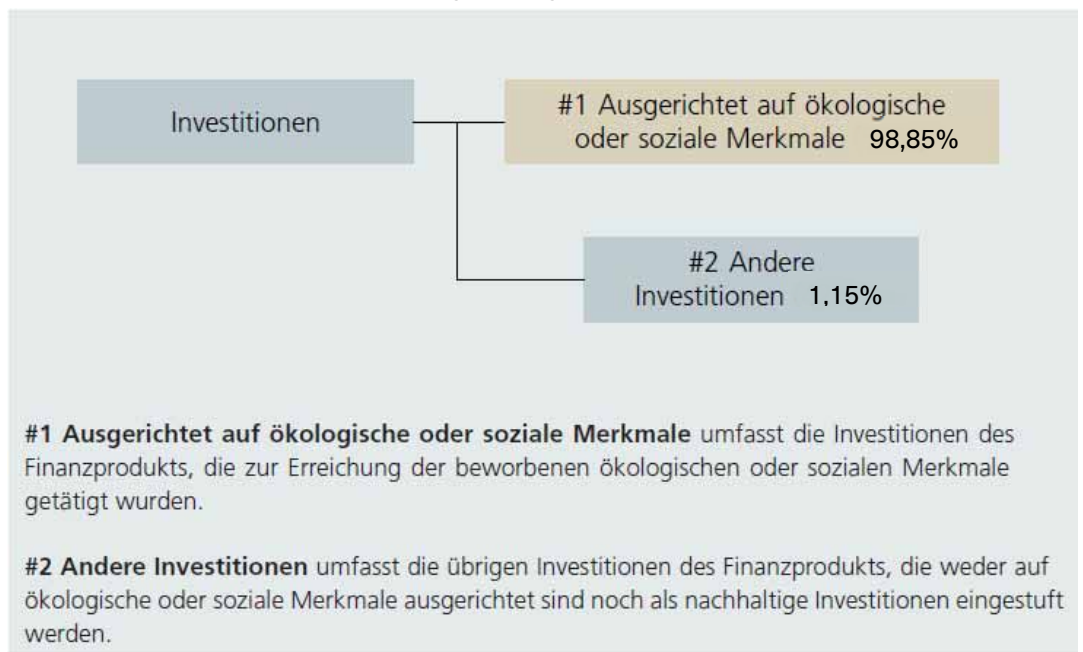 Investitionen
#1 Ausgerichtet auf ökologische
oder soziale Merkmale 98,85%
#2 Andere
Investitionen 1,15%
#1 Ausgerichtet auf ökologische oder soziale Merkmale umfasst die Investitionen des
Finanzprodukts, die zur Erreichung der beworbenen ökologischen oder sozialen Merkmale
getätigt wurden.
#2 Andere Investitionen umfasst die übrigen Investitionen des Finanzprodukts, die weder auf
ökologische oder soziale Merkmale ausgerichtet sind noch als nachhaltige Investitionen eingestuft
werden.